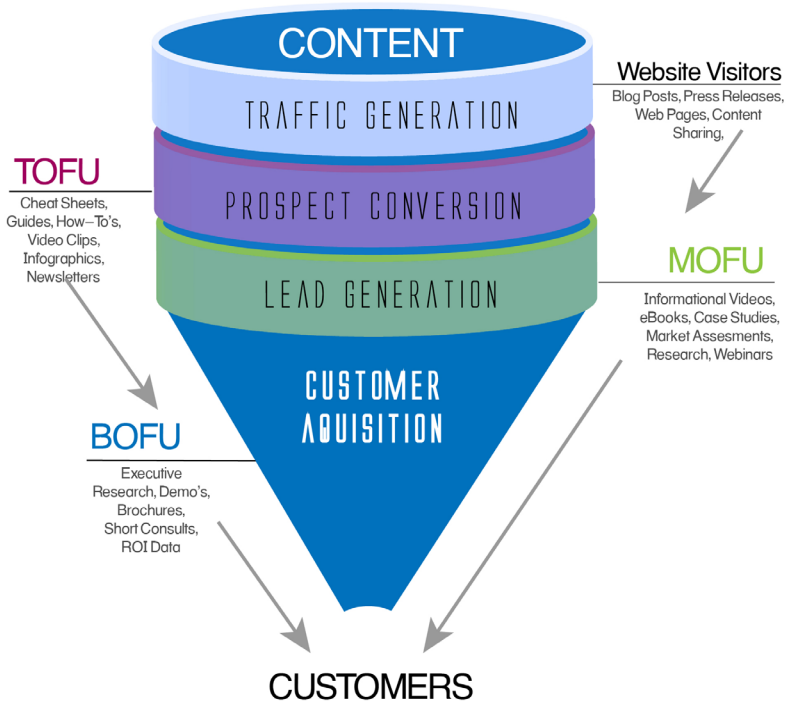 CONTENT
TRAFFIC GENERATION
Website Visitors
Blog Posts, Press Releases,
Web Pages, Content
Sharing,
TOFU
Cheat Sheets,
Guides, How-To's,
Video Clips,
Infographics,
Newsletters
PROSPECT CONVERSION
MOFU
Informational Videos,
eBooks, Case Studies,
Market Assesments,
Research, Webinars
LEAD GENERATION
CUSTOMER
AQUISITION
BOFU
Executive
Research, Demo's,
Brochures,
Short Consults,
ROI Data
CUSTOMERS